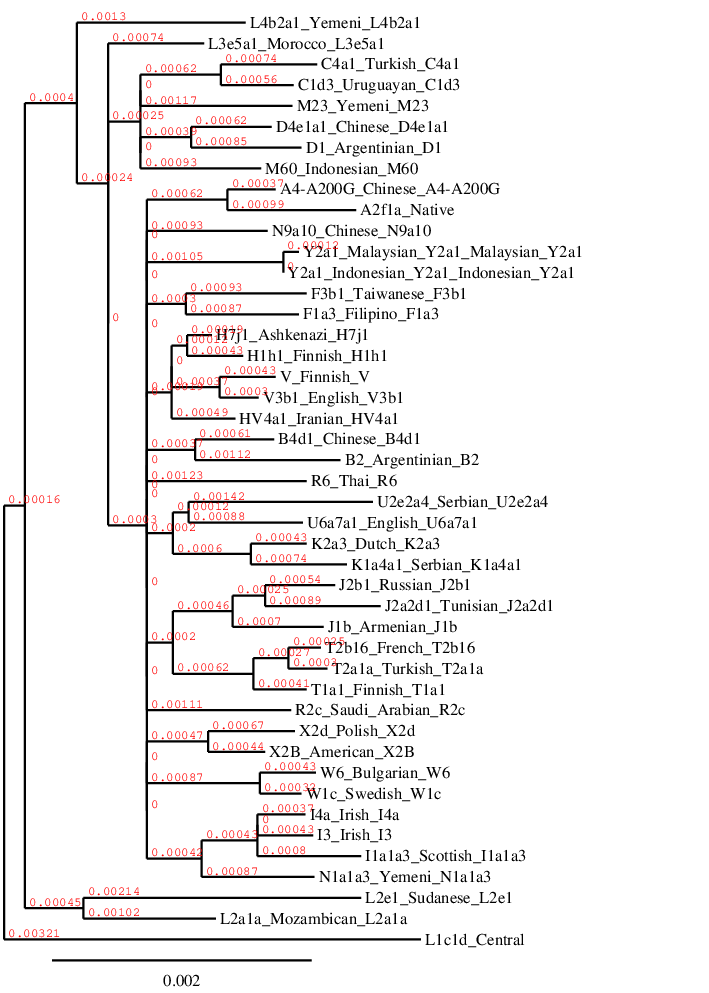 0.0013
L4b2a1_Yemeni_L4b2a1
0.00074
L3e5a1_Morocco_L3e5a1
0.00074
C4a1_Turkish_C4a1
0.00062
0.00056
0
C1d3_Uruguayan_C1d3
0.0004
0.00117
M23_Yemeni_M23
0.00025
0.00062
D4e1a1_Chinese_D4e1a1
0.00039
0.00085
0
D1_Argentinian_D1
0.00093
M60_Indonesian_M60
0.00024
0.00037
A4-A200G_Chinese_A4-A200G
0.00062
0.00099
A2f1a_Native
0.00093
N9a10_Chinese_N9a10
0
0.00012
Y2a1_Malaysian_Y2a1_Malaysian_Y2a1
0.00105
0
0
Y2a1_Indonesian_Y2a1_Indonesian_Y2a1
0.00093
F3b1_Taiwanese_F3b1
0.0003
0.00087
F1a3_Filipino_F1a3
0
0
H7j1_Ashkenazi_H7j1
0.00043
0
H1h1_Finnish_H1h1
0.00043
V_Finnish_V
0.00037
0.0003
V3b1_English_V3b1
0.00049
HV4a1_Iranian_HV4a1
0.00061
B4d1_Chinese_B4d1
0.00037
0.00112
0
B2_Argentinian_B2
0.00123
R6_Thai_R6
0
0
0.00142
U2e2a4_Serbian_U2e2a4
0.00016
0.00012
0.00088
0.0003
U6a7a1_English_U6a7a1
0.0002
0.00043
K2a3_Dutch_K2a3
0.0006
0.00074
K1a4a1_Serbian_K1a4a1
0
0.00054
J2b1_Russian_J2b1
0.00025
0.00089
J2a2d1_Tunisian_J2a2d1
0.00046
0.0007
J1b_Armenian_J1b
0.0002
0.00025
T2b16_French_T2b16
0.00027
0.0003
T2a1a_Turkish_T2a1a
0.00062
0
0.00041
T1a1_Finnish_T1a1
0.00111
R2c_Saudi_Arabian_R2c
0.00067
X2d_Polish_X2d
0.00047
0.00044
X2B_American_X2B
0
0.00043
W6_Bulgarian_W6
0.00087
W1c_Swedish_W1c
0
0.00037
I4a_Irish_I4a
0
0.00043
0.00043
I3_Irish_I3
0.00042
0.0008
I1a1a3_Scottish_I1a1a3
0.00087
N1a1a3_Yemeni_N1a1a3
0.00214
L2e1_Sudanese_L2e1
0.00045
0.00102
L2a1a_Mozambican_L2a1a
0.00321
L1c1d_Central
0.002